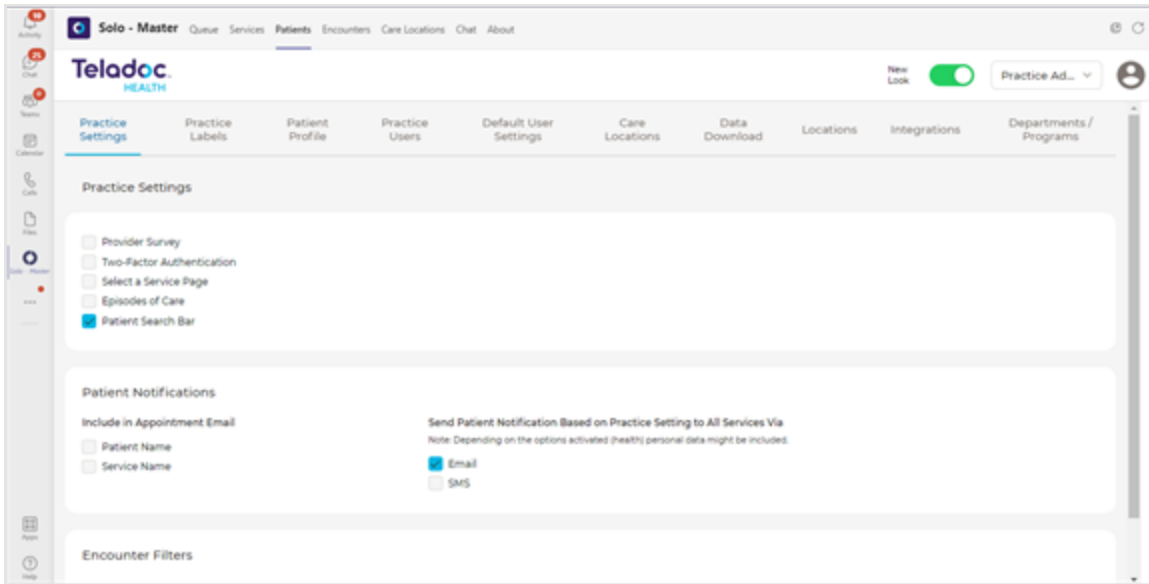 Solo - Master Queue Services Patients Encounters Care Locations Chat About
Activity
Chat
25
Teams
Calendar
Calls
Files
Solo - Master
Apps
Help
Teladoc
HEALTH
New
Look
Practice Ad...
Practice
Settings
Practice
Labels
Patient
Profile
Practice
Users
Default User
Settings
Care
Locations
Data
Download
Locations
Integrations
Departments /
Programs
Practice Settings
Provider Survey
Two-Factor Authentication
Select a Service Page
Episodes of Care
Patient Search Bar
Patient Notifications
Include in Appointment Email
Patient Name
Service Name
Send Patient Notification Based on Practice Setting to All Services Via
Note: Depending on the options activated (health) personal data might be included.
Email
SMS
Encounter Filters